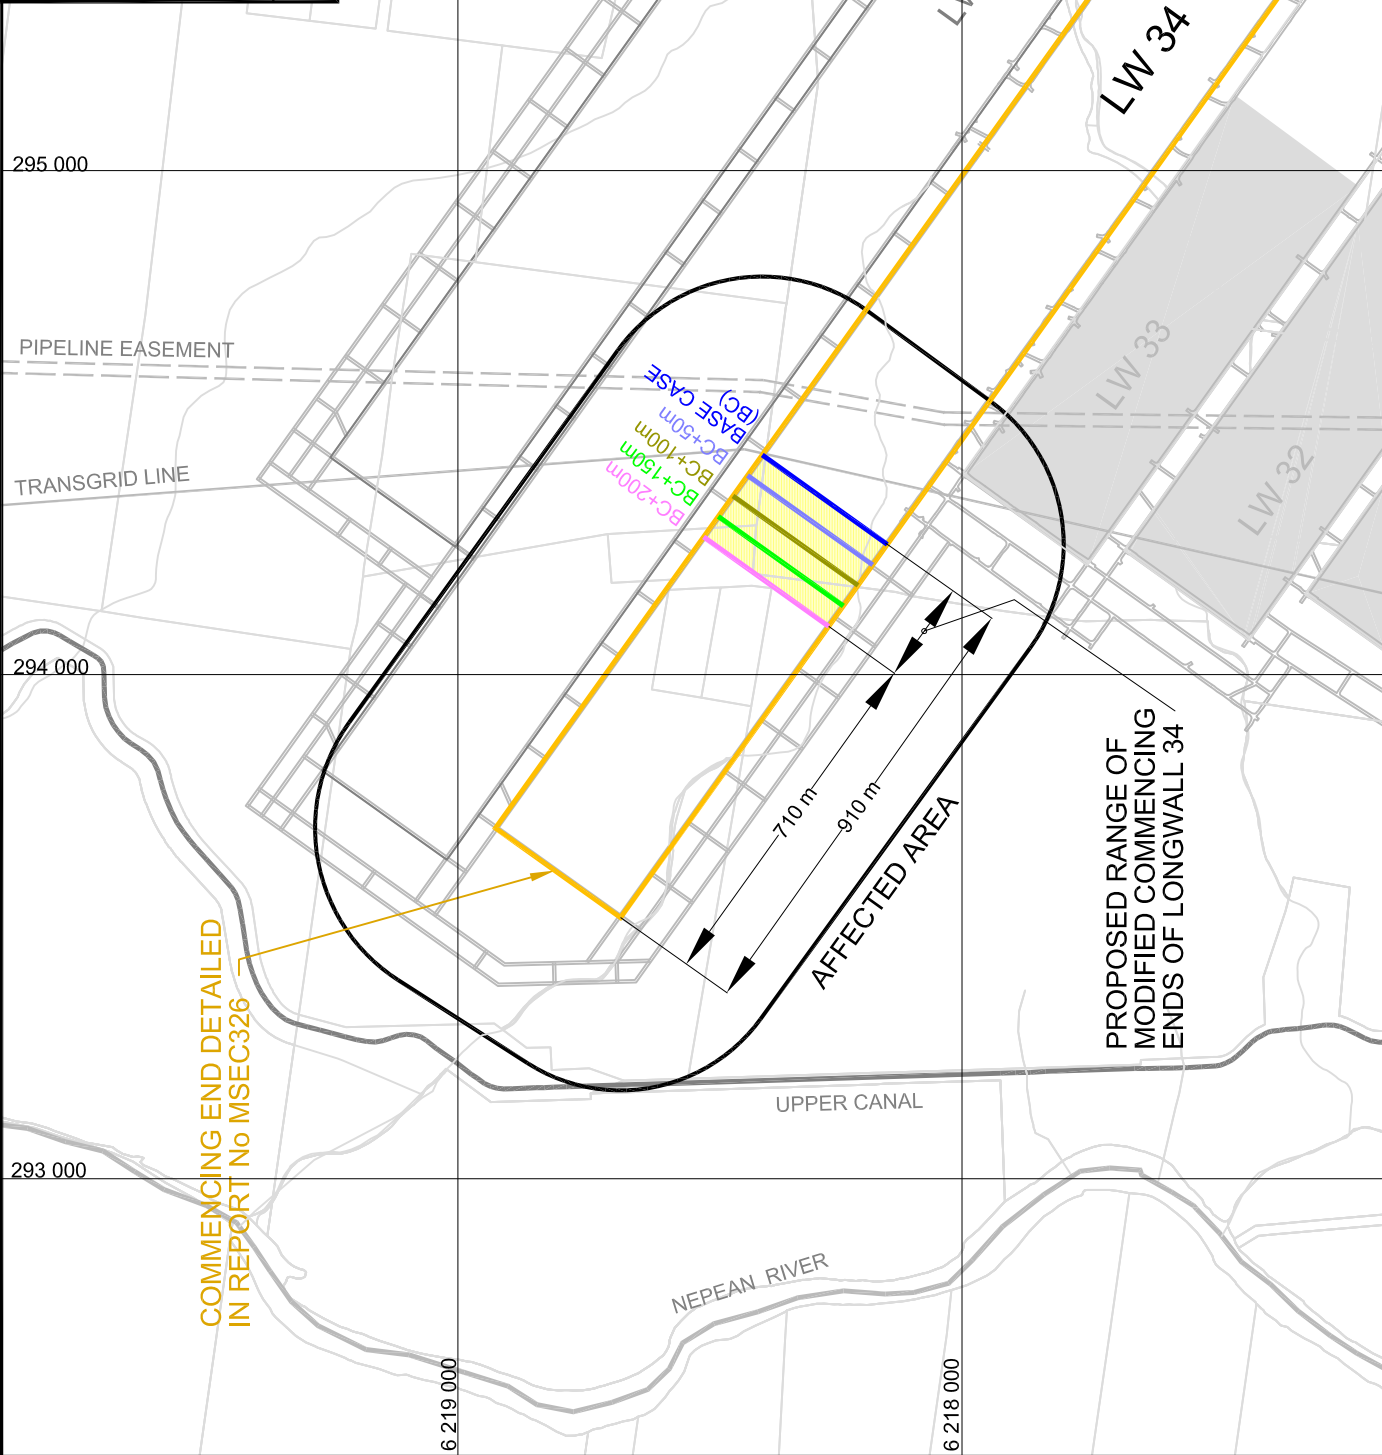 LW 34
295 000
PIPELINE EASEMENT
LW 33
BASE CASE
(BC)
BC+50m
BC+100m
BC+150m
BC+200m
TRANSGRID LINE
LW 32
294 000
710 m
910 m
AFFECTED AREA
PROPOSED RANGE OF
MODIFIED COMMENCING
ENDS OF LONGWALL 34
COMMENCING END DETAILED
IN REPORT No MSEC326
UPPER CANAL
293 000
NEPEAN RIVER
6 219 000
6 218 000